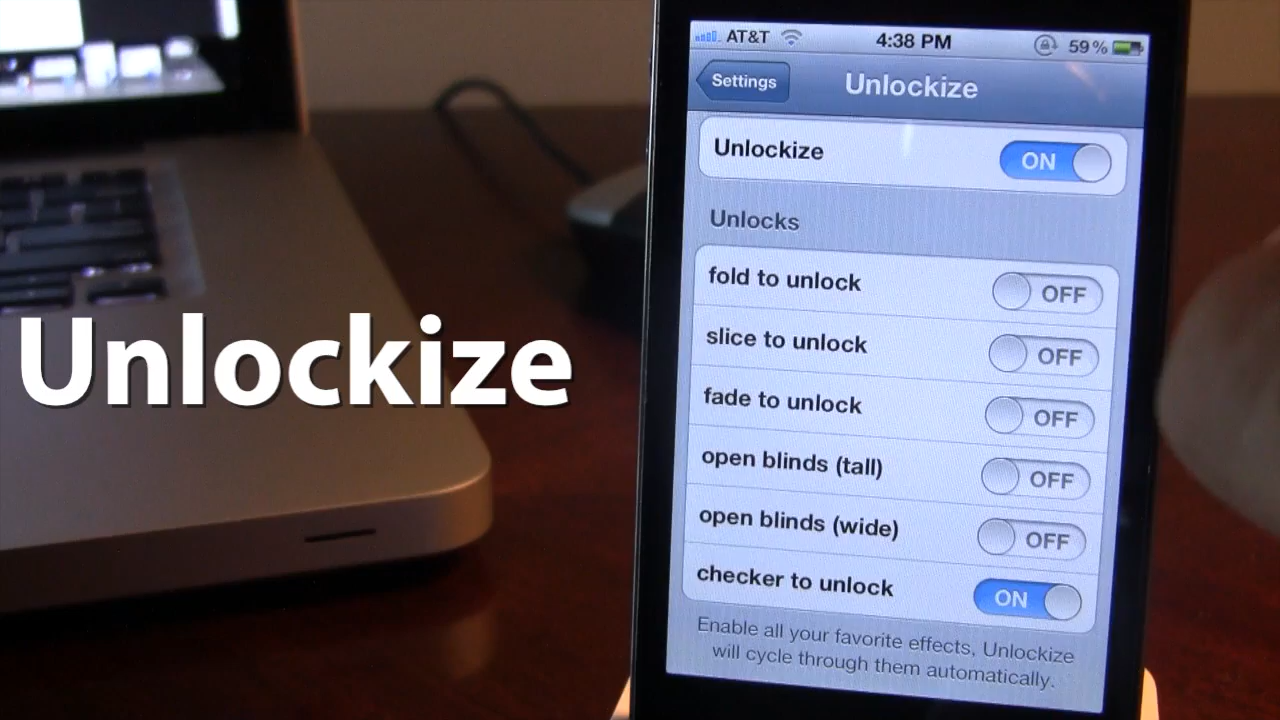 AT&T 4:38 PM 59%
Settings Unlockize
Unlockize ON
Unlocks
fold to unlock OFF
slice to unlock OFF
fade to unlock OFF
open blinds (tall) OFF
open blinds (wide) OFF
checker to unlock ON
Enable all your favorite effects, Unlockize
will cycle through them automatically.
Unlockize